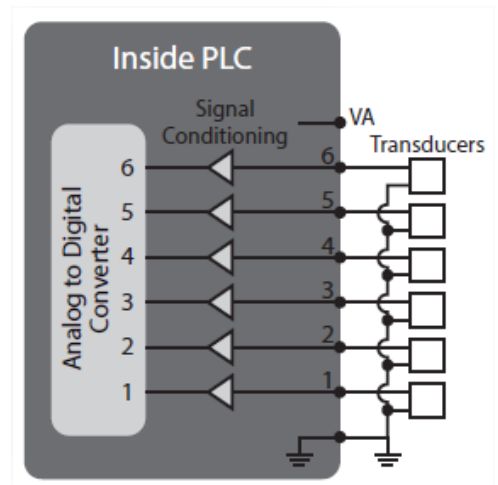 Inside PLC
Signal
Conditioning
VA
Transducers
6
5
4
3
2
1
Analog to Digital
Converter
6
5
4
3
2
1